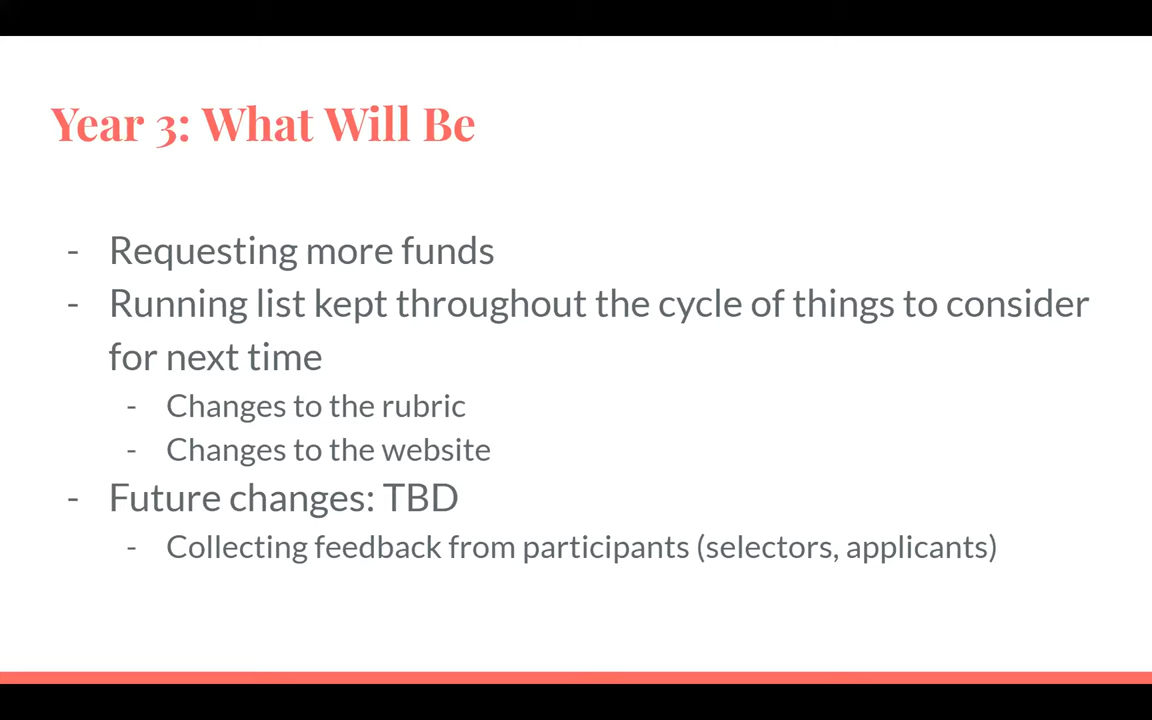 Year 3: What Will Be
- Requesting more funds
- Running list kept throughout the cycle of things to consider
for next time
- Changes to the rubric
- Changes to the website
- Future changes: TBD
- Collecting feedback from participants (selectors, applicants)